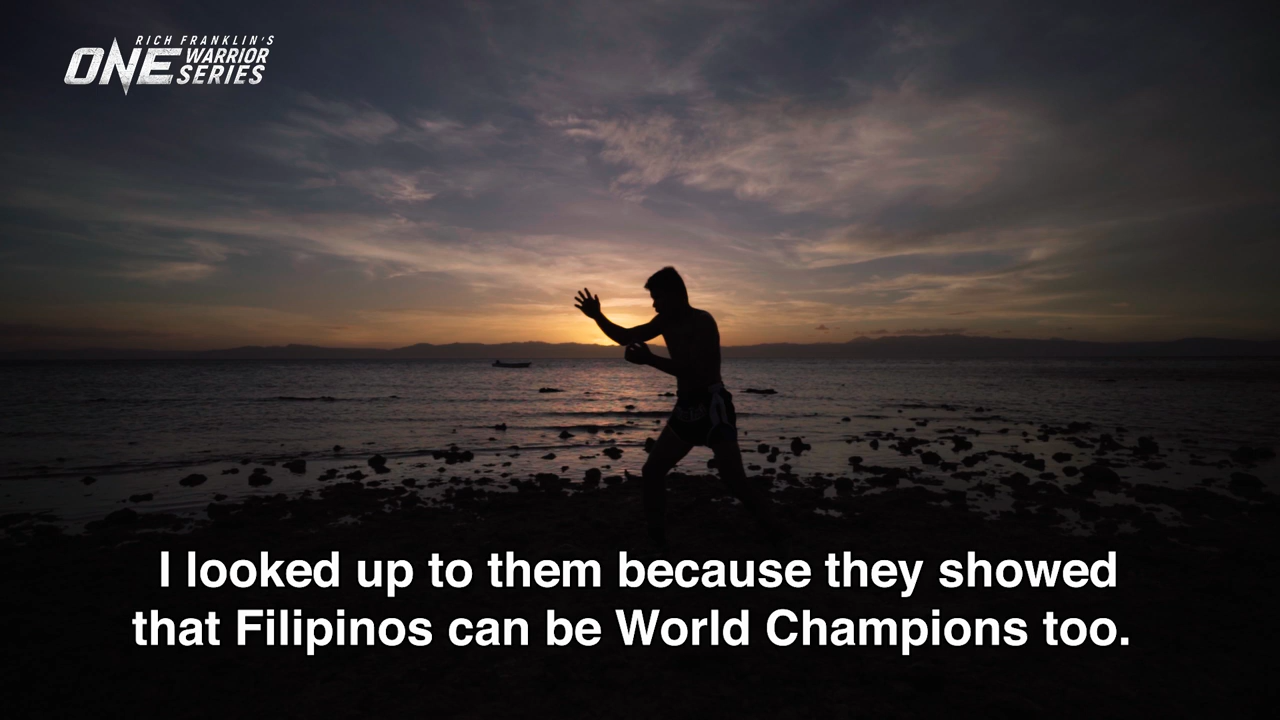 RICH FRANKLIN'S
ONE WARRIOR
SERIES
I looked up to them because they showed
that Filipinos can be World Champions too.